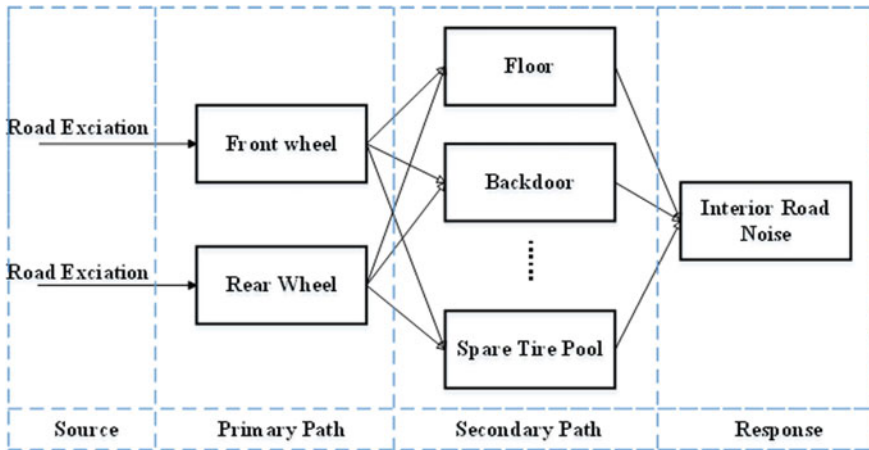 Road Exciation
Front wheel
Road Exciation
Rear Wheel
Floor
Backdoor
Spare Tire Pool
Interior Road
Noise
Source
Primary Path
Secondary Path
Response